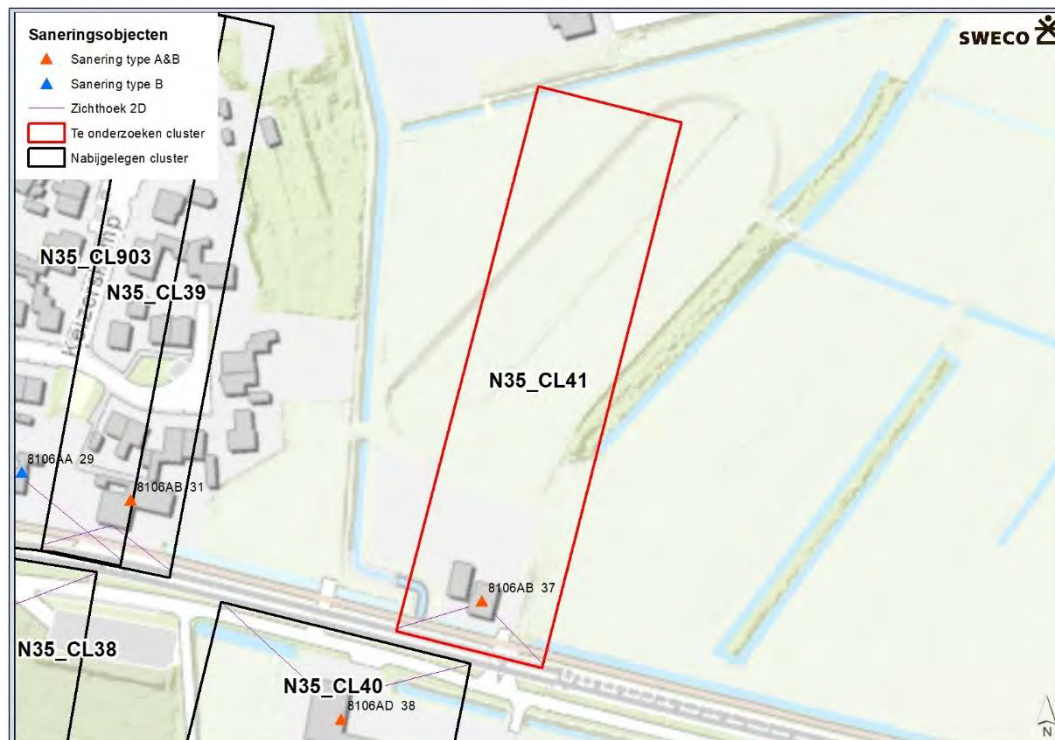 Saneringsobjecten
Sanering type A&B
Sanering type B
Zichthoek 2D
Te onderzoeken cluster
Nabijgelegen cluster
SWECO
N35_CL903
N35_CL39
N35_CL41
8106AA 29
8106AB 31
8106AB 37
N35_CL38
N35_CL40
8106AD 38
N